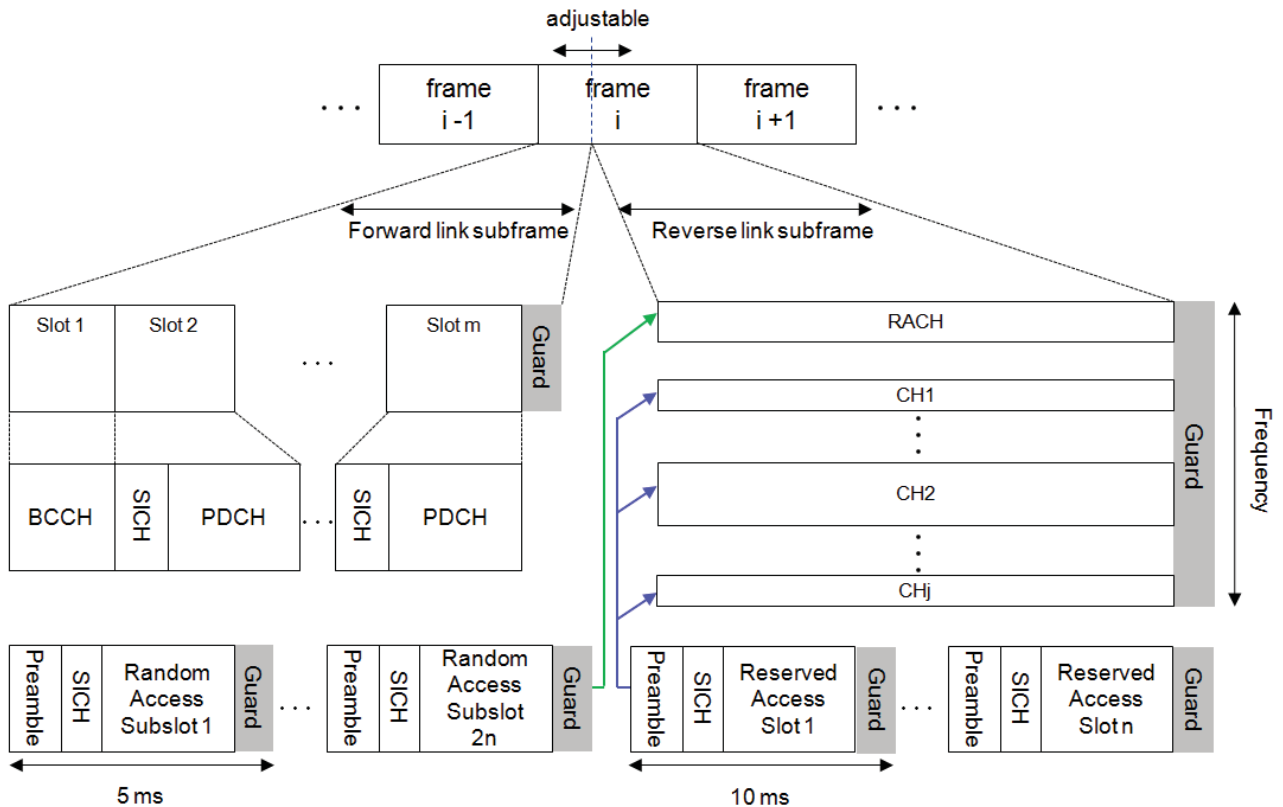 adjustable
frame
i -1
frame
i
frame
i +1
. . .
. . .
Forward link subframe
Reverse link subframe
Slot 1
Slot 2
. . .
Slot m
Guard
RACH
CH1
CH2
CHj
Guard
Frequency
BCCH
SICH
PDCH
. . .
SICH
PDCH
Preamble
SICH
Random
Access
Subslot 1
Guard
. . .
Preamble
SICH
Random
Access
Subslot
2n
Guard
Preamble
SICH
Reserved
Access
Slot 1
Guard
. . .
Preamble
SICH
Reserved
Access
Slot n
Guard
5 ms
10 ms